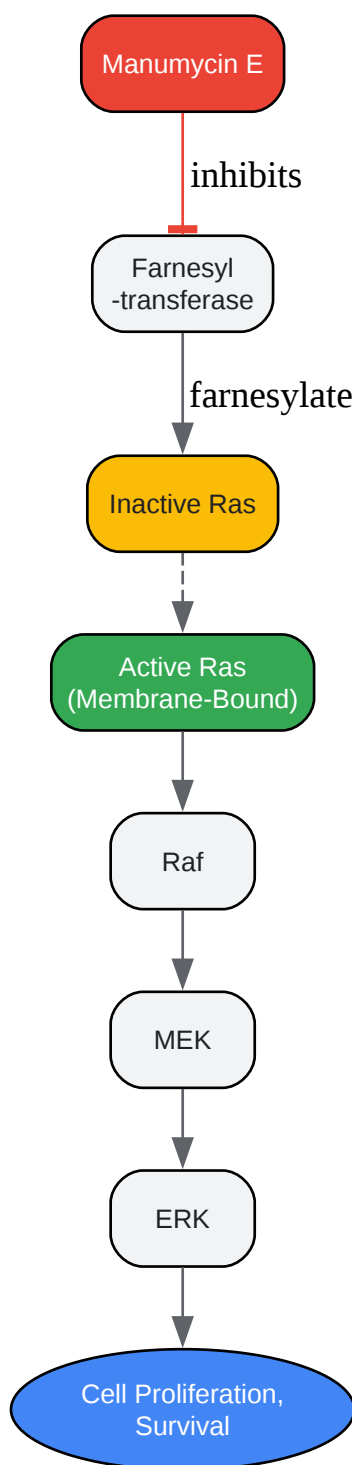 Manumycin E
inhibits
Farnesyl
-transferase
farnesylate
Inactive Ras
Active Ras
(Membrane-Bound)
Raf
MEK
ERK
Cell Proliferation,
Survival